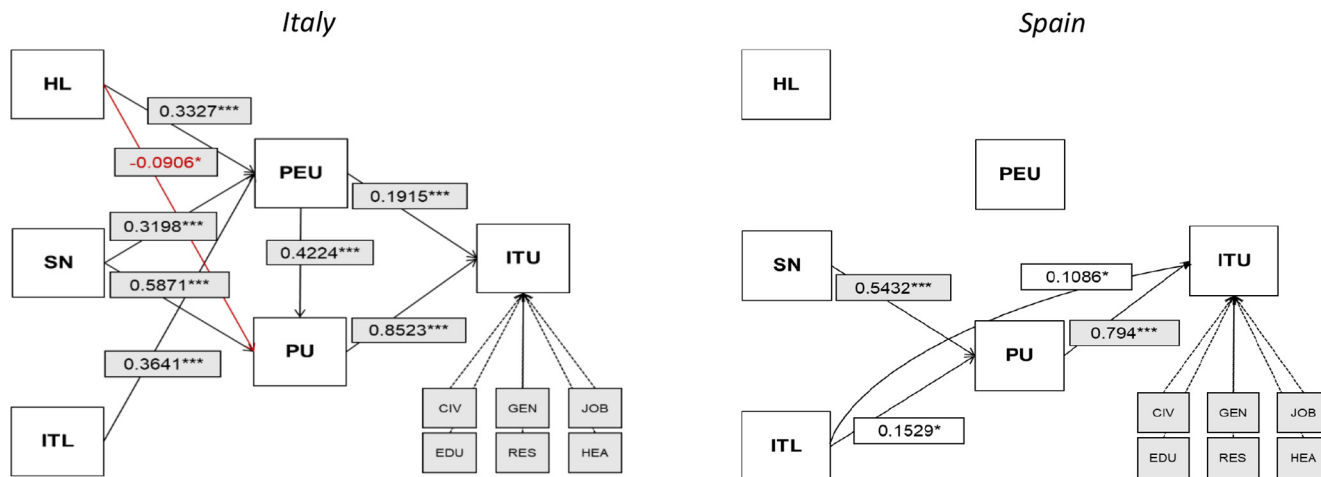 Italy
HL
0.3327***
-0.0906*
PEU
0.1915***
0.3198***
SN
0.4224***
ITU
0.5871***
0.8523***
PU
0.3641***
ITL
CIV
GEN
JOB
EDU
RES
HEA
Spain
HL
PEU
SN
ITU
0.1086*
0.5432***
0.794***
PU
0.1529*
ITL
CIV
GEN
JOB
EDU
RES
HEA